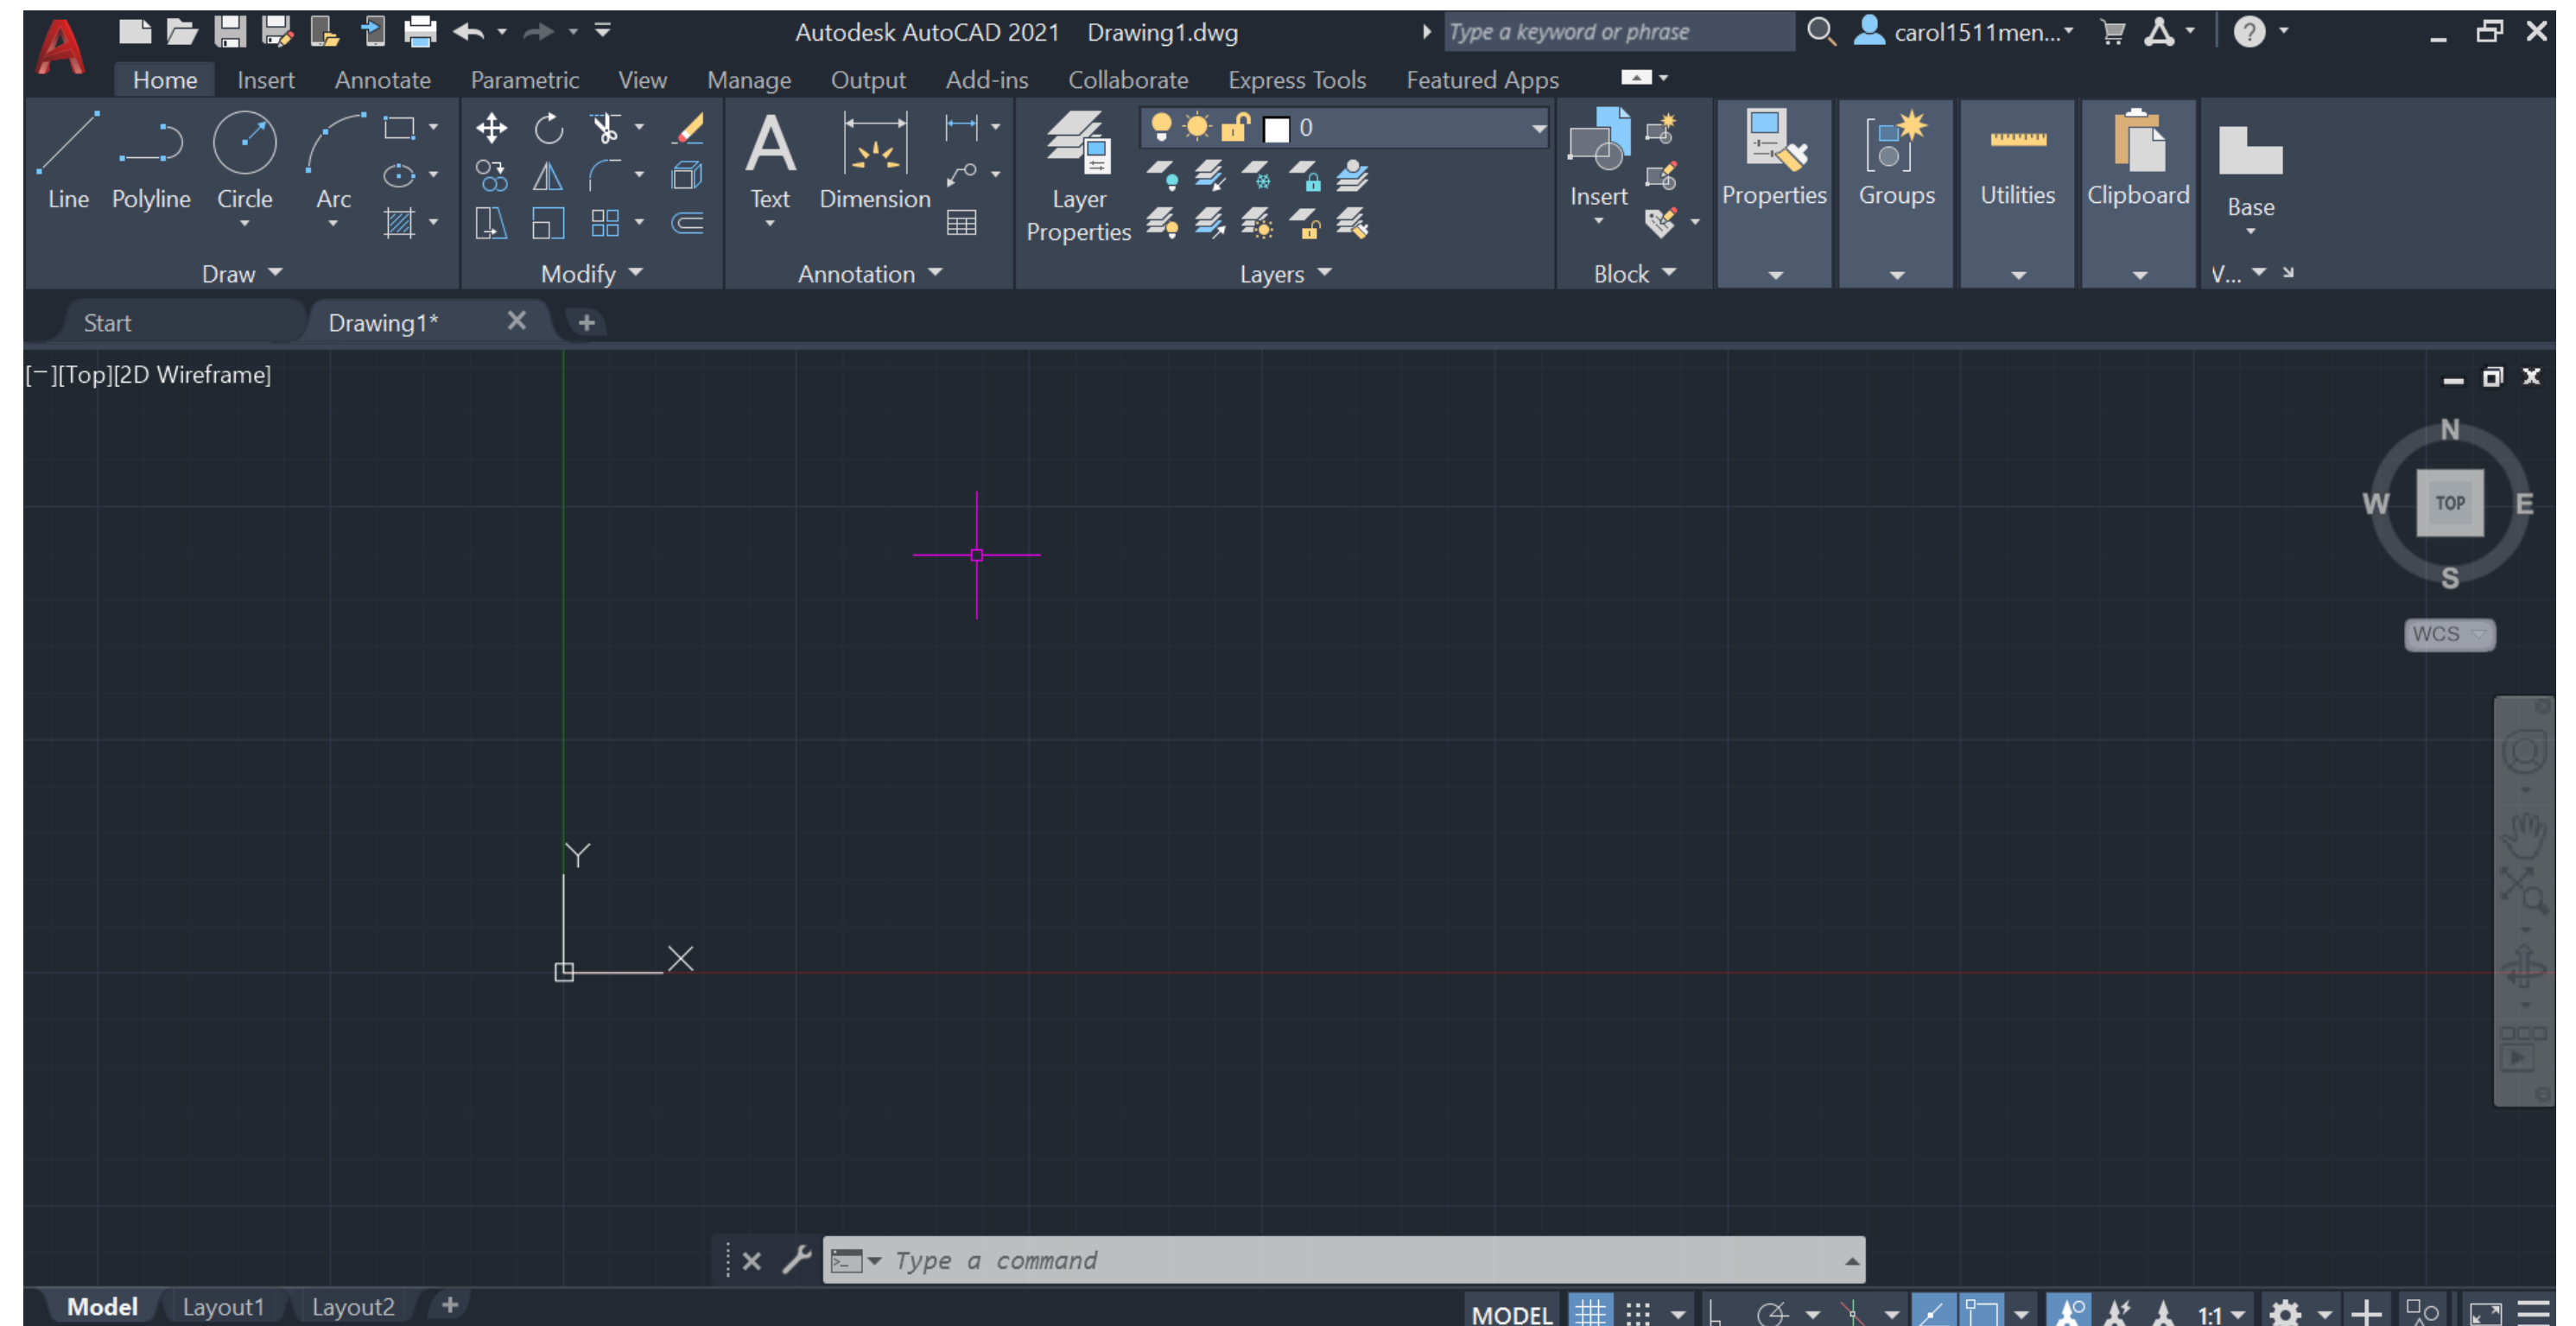 Autodesk AutoCAD 2021 Drawing1.dwg Type a keyword or phrase carol1511men...
Home Insert Annotate Parametric View Manage Output Add-ins Collaborate Express Tools Featured Apps
0
Line Polyline Circle Arc Text Dimension Layer Properties Insert Properties Groups Utilities Clipboard Base
Draw Modify Annotation Layers Block V...
Start Drawing1*
[−][Top][2D Wireframe]
N
W TOP E
S
WCS
Y
X
Type a command
Model Layout1 Layout2 MODEL 1:1